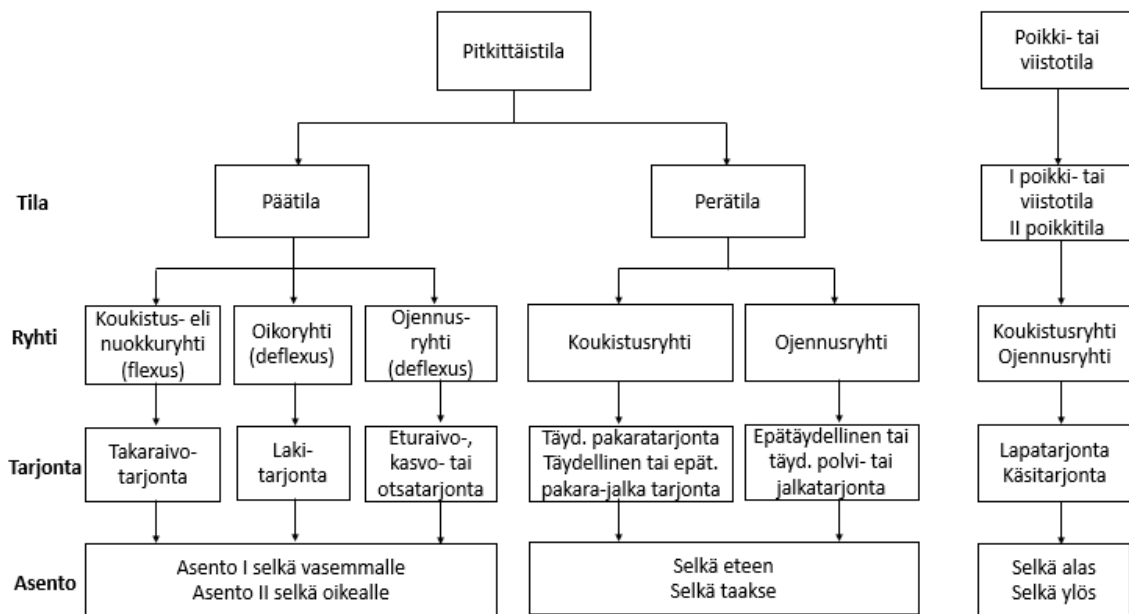 Pitkittäistila
Poikki- tai
viistotila
Tila
Päätila
Perätila
I poikki- tai
viistotila
II poikkitila
Ryhti
Koukistus- eli
nuokkuryhti
(flexus)
Oikoryhti
(deflexus)
Ojennus-
ryhti
(deflexus)
Koukistusryhti
Ojennusryhti
Koukistusryhti
Ojennusryhti
Tarjonta
Takaraivo-
tarjonta
Laki-
tarjonta
Eturaivo-,
kasvo- tai
otsatarjonta
Täyd. pakaratarjonta
Täydellinen tai epät.
pakara-jalka tarjonta
Epätäydellinen tai
täyd. polvi- tai
jalkatarjonta
Lapatarjonta
Käsitarjonta
Asento
Asento I selkä vasemmalle
Asento II selkä oikealle
Selkä eteen
Selkä taakse
Selkä alas
Selkä ylös